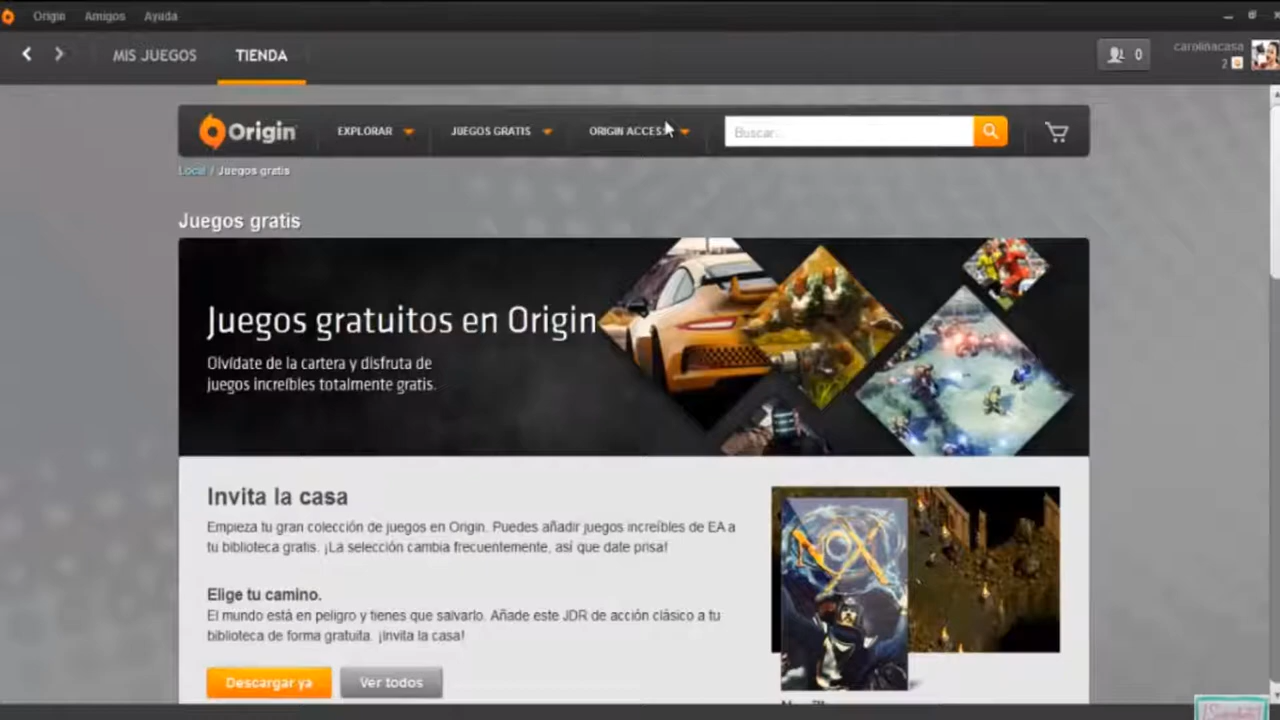 Origin Amigos Ayuda
MIS JUEGOS TIENDA
0
carolinacasa
2
Origin EXPLORAR JUEGOS GRATIS ORIGIN ACCESS Buscar...
Local / Juegos gratis
Juegos gratis
Juegos gratuitos en Origin
Olvídate de la cartera y disfruta de
juegos increíbles totalmente gratis.
Invita la casa
Empieza tu gran colección de juegos en Origin. Puedes añadir juegos increíbles de EA a
tu biblioteca gratis. ¡La selección cambia frecuentemente, así que date prisa!
Elige tu camino.
El mundo está en peligro y tienes que salvarlo. Añade este JDR de acción clásico a tu
biblioteca de forma gratuita. ¡Invita la casa!
NOX
Descargar ya Ver todos